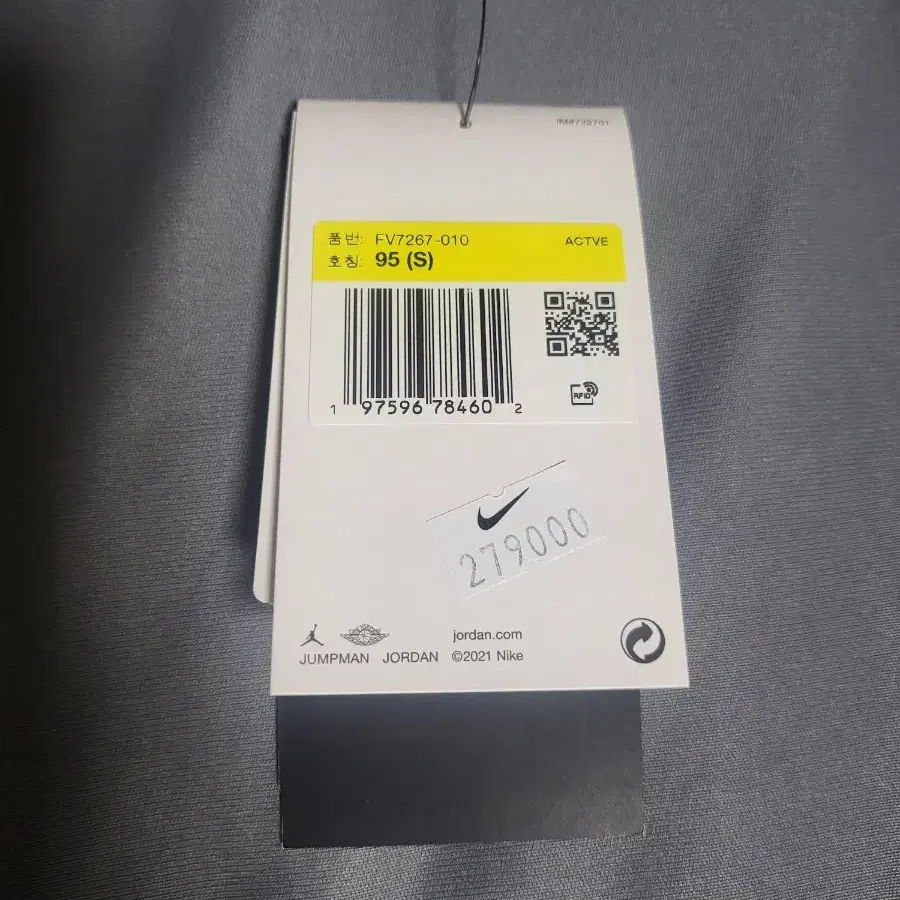 품번: FV7267-010
ACTVE
호칭: 95 (S)
1 97596 78460 2
RFID
279000
jordan.com
JUMPMAN JORDAN ©2021 Nike